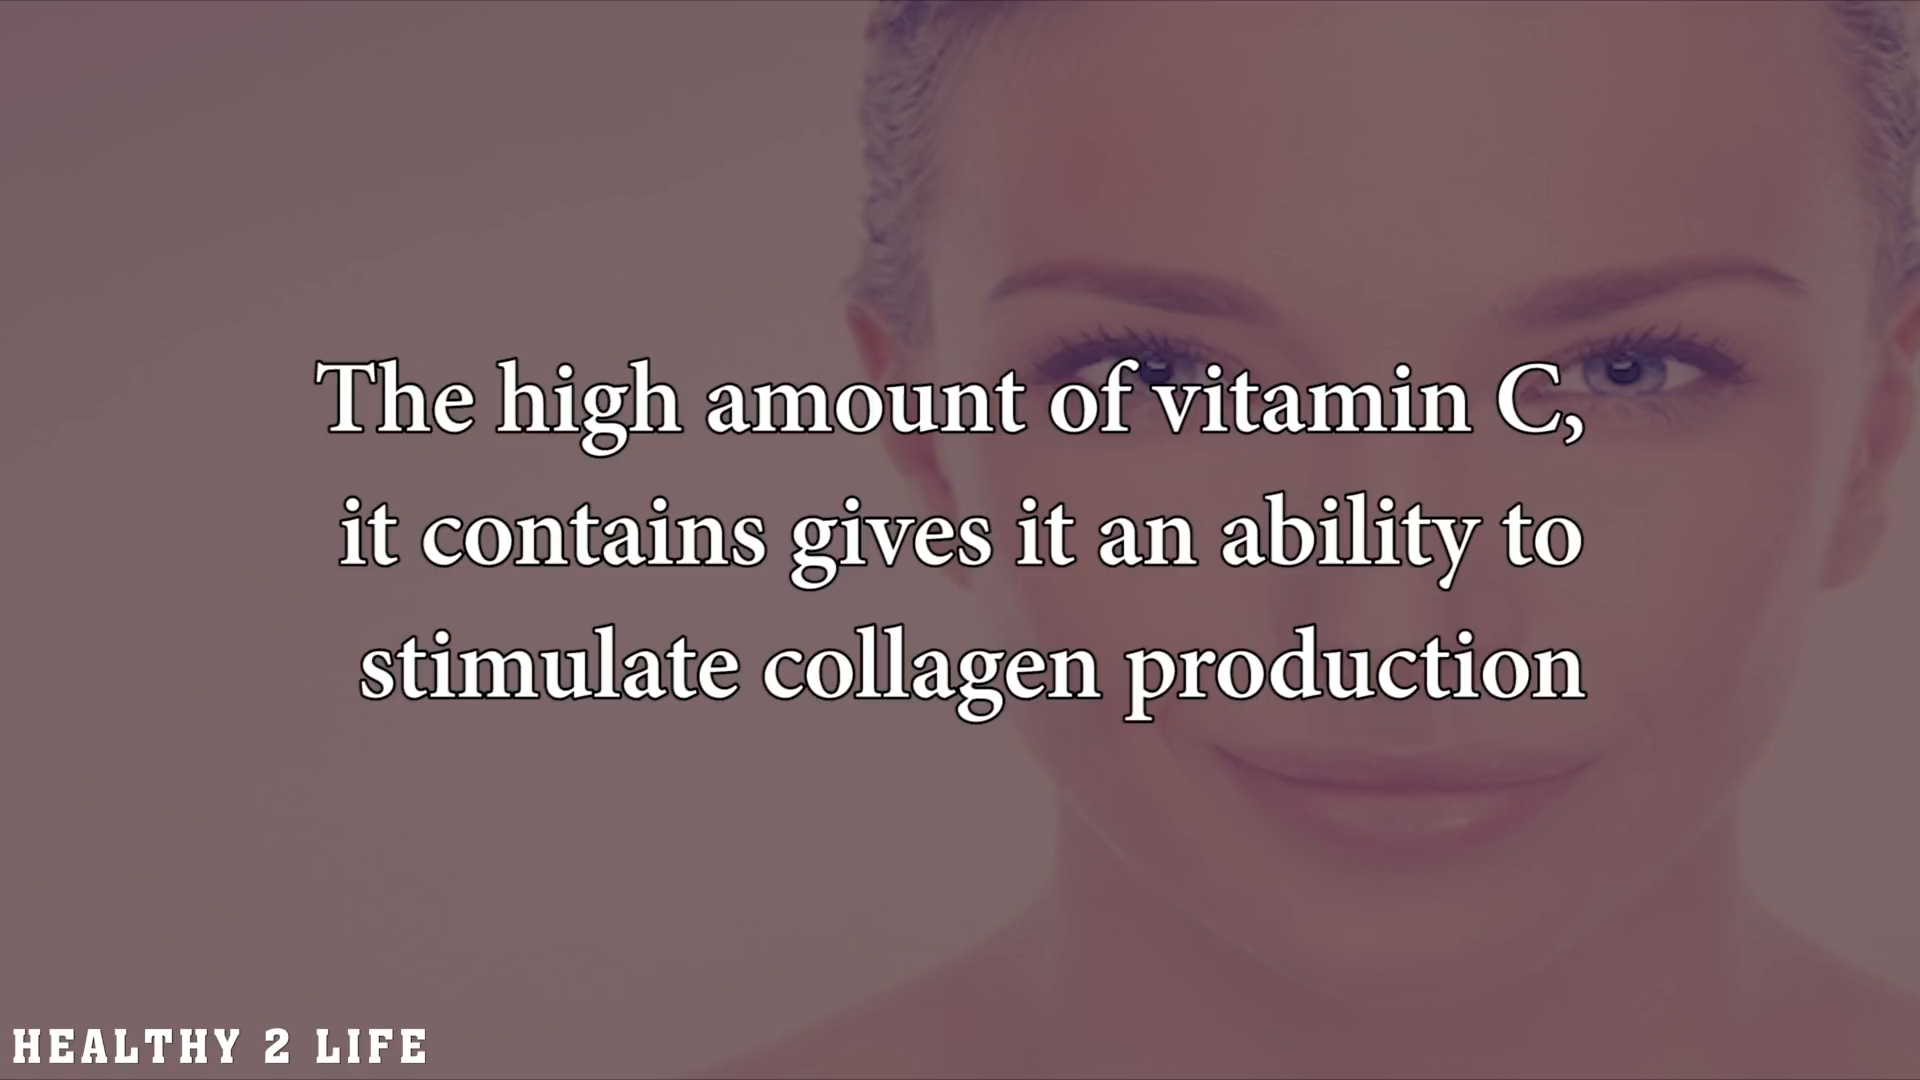 The high amount of vitamin C,
it contains gives it an ability to
stimulate collagen production
HEALTHY 2 LIFE